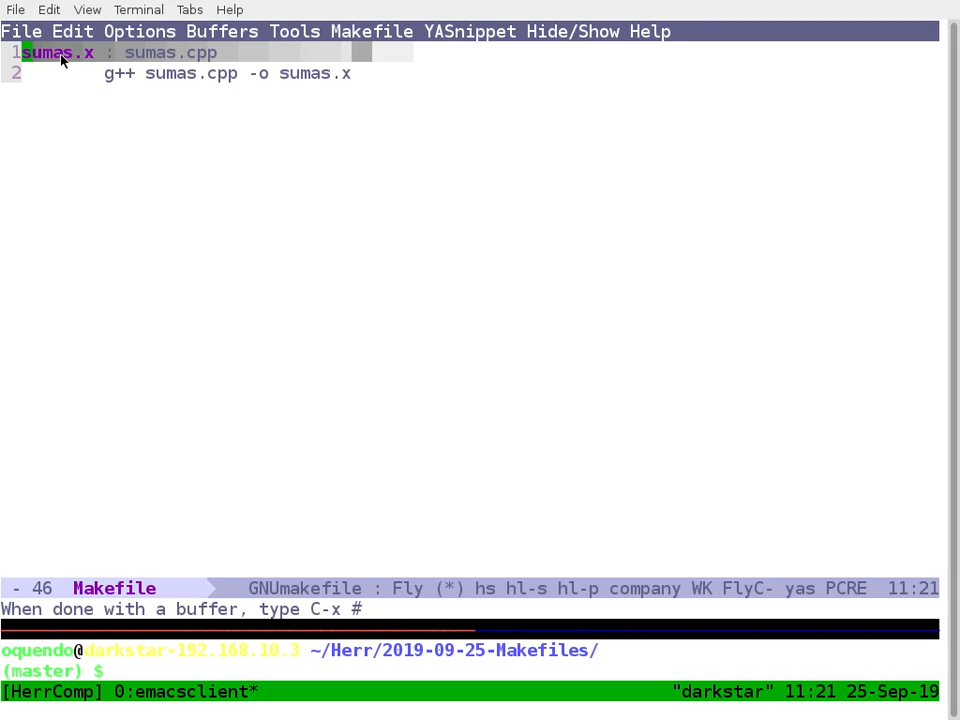 File Edit View Terminal Tabs Help
File Edit Options Buffers Tools Makefile YASnippet Hide/Show Help
1sumas.x : sumas.cpp
2 g++ sumas.cpp -o sumas.x
- 46 Makefile GNUmakefile : Fly (*) hs hl-s hl-p company WK FlyC- yas PCRE 11:21
When done with a buffer, type C-x #
oquendo@darkstar-192.168.10.3 ~/Herr/2019-09-25-Makefiles/
(master) $
[HerrComp] 0:emacsclient* "darkstar" 11:21 25-Sep-19